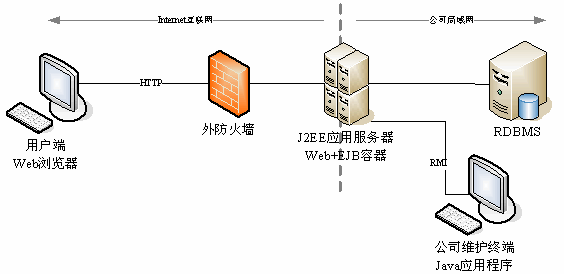 Internet互联网
公司局域网
HTTP
外防火墙
用户端
Web浏览器
J2EE应用服务器
Web+EJB容器
RDBMS
RMI
公司维护终端
Java应用程序